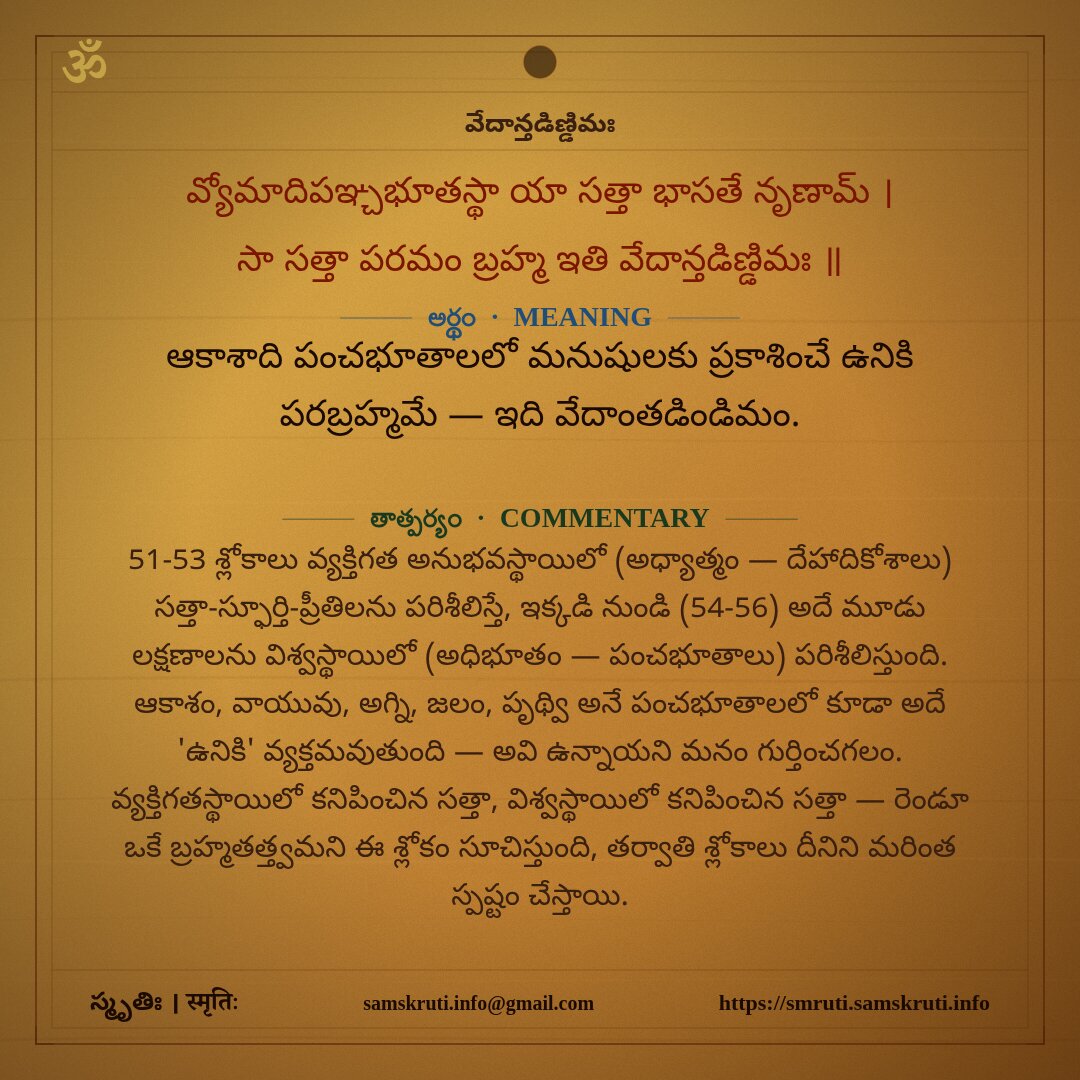 ॐ
వేదాన్తడిణ్డిమః
వ్యోమాదిపఞ్చభూతస్థా యా సత్తా భాసతే నృణామ్ ।
సా సత్తా పరమం బ్రహ్మ ఇతి వేదాన్తడిణ్డిమః ॥
అర్థం · MEANING
ఆకాశాది పంచభూతాలలో మనుషులకు ప్రకాశించే ఉనికి
పరబ్రహ్మమే — ఇది వేదాంతడిండిమం.
తాత్పర్యం · COMMENTARY
51-53 శ్లోకాలు వ్యక్తిగత అనుభవస్థాయిలో (అధ్యాత్మం — దేహాదికోశాలు)
సత్తా-స్ఫూర్తి-ప్రీతిలను పరిశీలిస్తే, ఇక్కడి నుండి (54-56) అదే మూడు
లక్షణాలను విశ్వస్థాయిలో (అధిభూతం — పంచభూతాలు) పరిశీలిస్తుంది.
ఆకాశం, వాయువు, అగ్ని, జలం, పృథ్వి అనే పంచభూతాలలో కూడా అదే
'ఉనికి' వ్యక్తమవుతుంది — అవి ఉన్నాయని మనం గుర్తించగలం.
వ్యక్తిగతస్థాయిలో కనిపించిన సత్తా, విశ్వస్థాయిలో కనిపించిన సత్తా — రెండూ
ఒకే బ్రహ్మతత్త్వమని ఈ శ్లోకం సూచిస్తుంది, తర్వాతి శ్లోకాలు దీనిని మరింత
స్పష్టం చేస్తాయి.
స్మృతిః | स्मृतिः samskruti.info@gmail.com https://smruti.samskruti.info